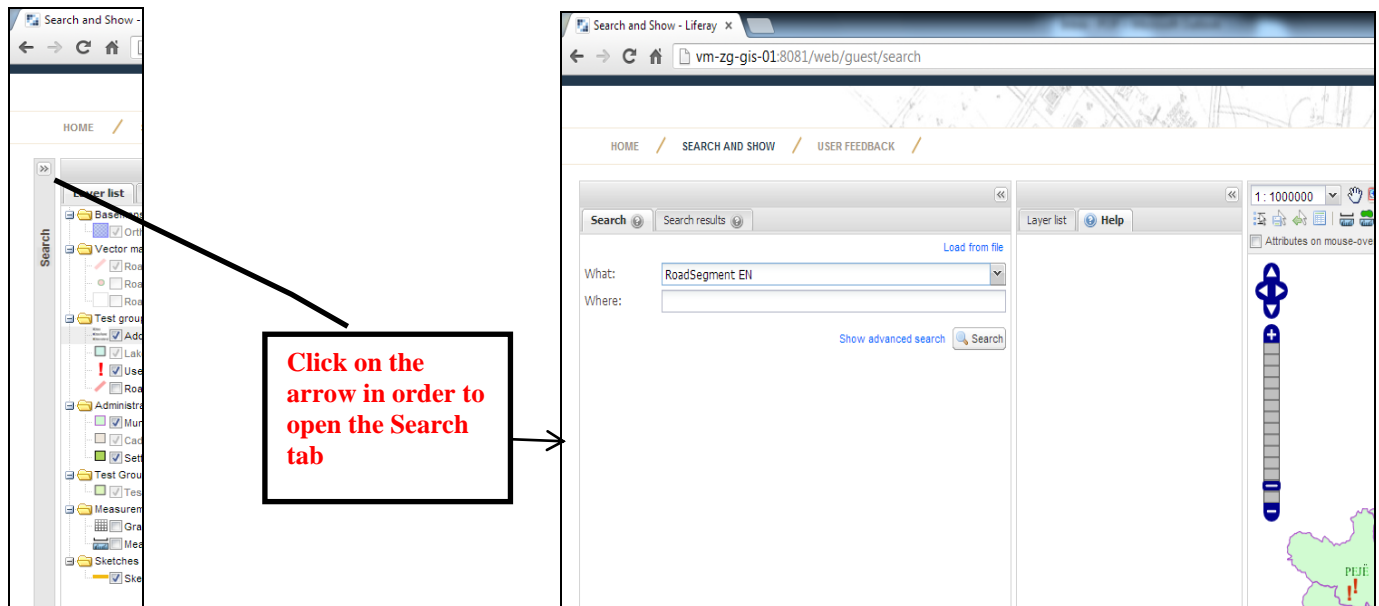 Search and Show -
HOME /
Search
Layer list
Base maps
Orth
Vector ma
Roa
Roa
Roa
Test group
Add
Lak
Use
Roa
Administra
Mur
Cad
Sett
Test Grou
Tes
Measurem
Gra
Mea
Sketches
Ske
Click on the
arrow in order to
open the Search
tab
Search and Show - Liferay
vm-zg-gis-01:8081/web/guest/search
HOME / SEARCH AND SHOW / USER FEEDBACK /
Search Search results
Load from file
What: RoadSegment EN
Where:
Show advanced search Search
Layer list Help
1 : 1000000
Attributes on mouse-ove
PEJË